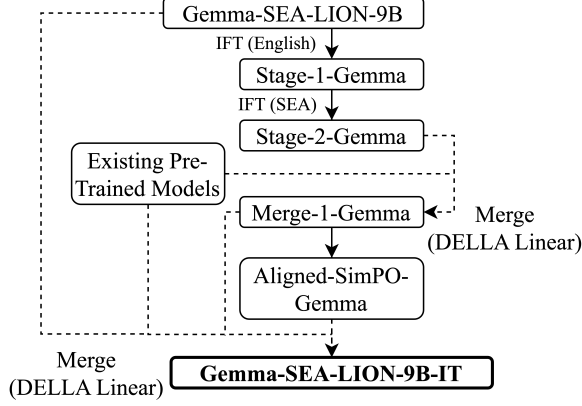 Gemma-SEA-LION-9B
IFT (English)
Stage-1-Gemma
IFT (SEA)
Stage-2-Gemma
Existing Pre-
Trained Models
Merge-1-Gemma
Merge
(DELLA Linear)
Aligned-SimPO-
Gemma
Merge
(DELLA Linear)
Gemma-SEA-LION-9B-IT